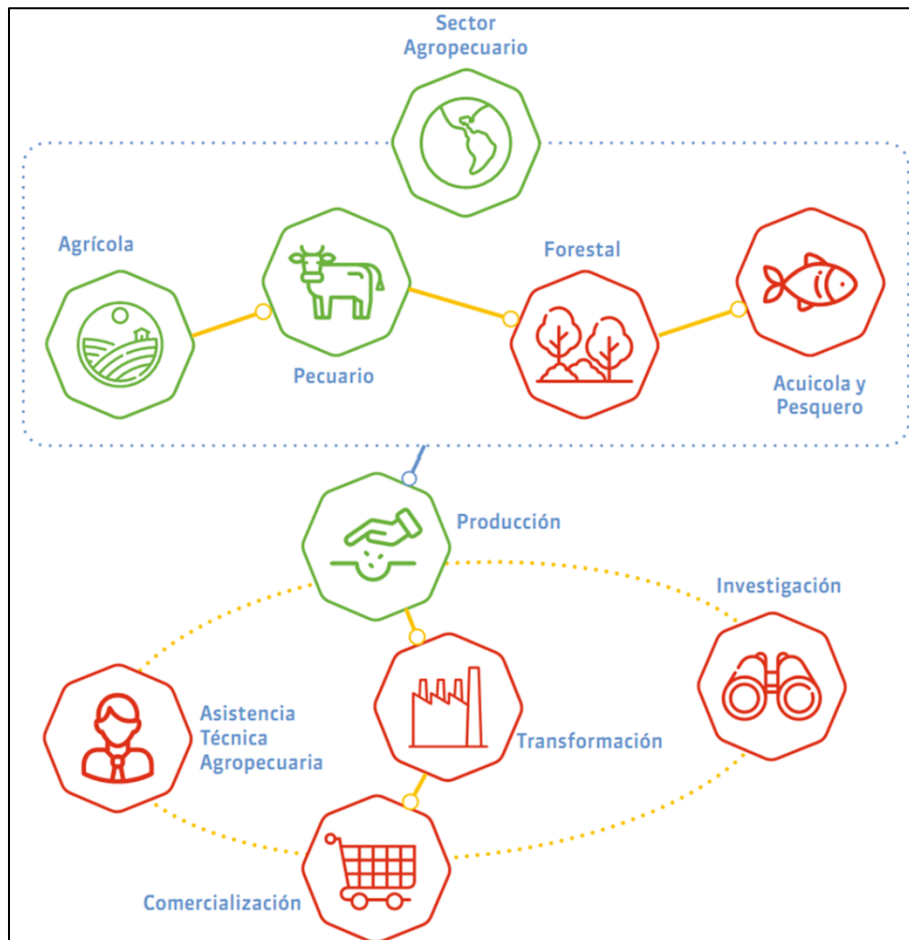 Sector
Agropecuario
Agrícola
Pecuario
Forestal
Acuicola y
Pesquero
Producción
Investigación
Asistencia
Técnica
Agropecuaria
Transformación
Comercialización